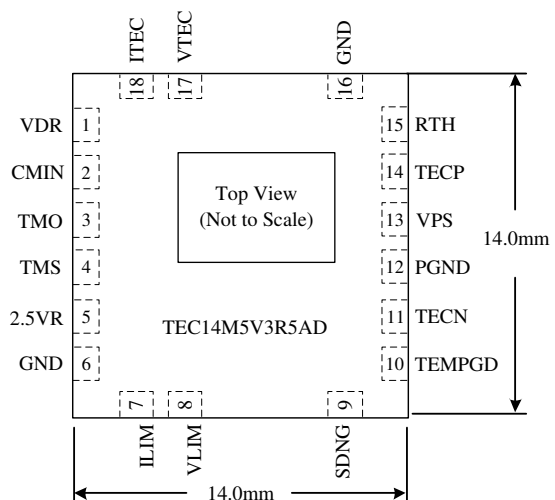 ITEC
VTEC
GND
18
17
16
VDR
1
15
RTH
CMIN
2
14
TECP
TMO
3
13
VPS
TMS
4
12
PGND
2.5VR
5
11
TECN
GND
6
10
TEMPGD
Top View
(Not to Scale)
14.0mm
TEC14M5V3R5AD
7
8
9
ILIM
VLIM
SDNG
14.0mm